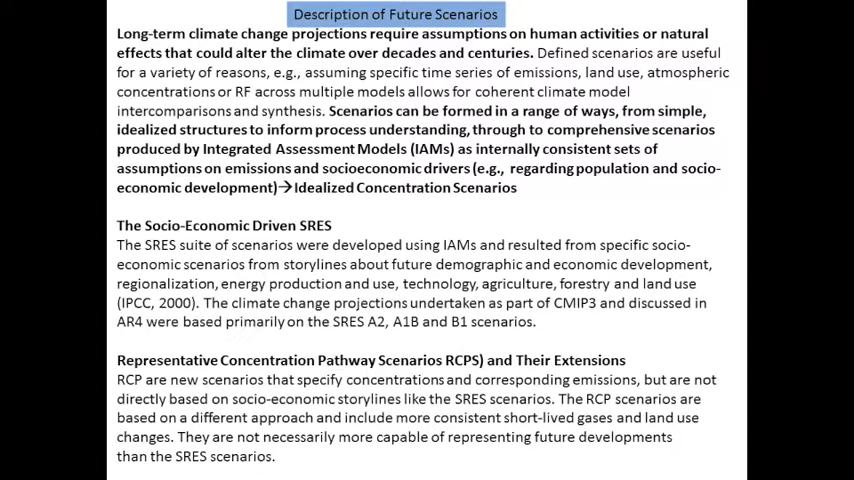 Description of Future Scenarios
Long-term climate change projections require assumptions on human activities or natural
effects that could alter the climate over decades and centuries. Defined scenarios are useful
for a variety of reasons, e.g., assuming specific time series of emissions, land use, atmospheric
concentrations or RF across multiple models allows for coherent climate model
intercomparisons and synthesis. Scenarios can be formed in a range of ways, from simple,
idealized structures to inform process understanding, through to comprehensive scenarios
produced by Integrated Assessment Models (IAMs) as internally consistent sets of
assumptions on emissions and socioeconomic drivers (e.g., regarding population and socio-
economic development)→Idealized Concentration Scenarios
The Socio-Economic Driven SRES
The SRES suite of scenarios were developed using IAMs and resulted from specific socio-
economic scenarios from storylines about future demographic and economic development,
regionalization, energy production and use, technology, agriculture, forestry and land use
(IPCC, 2000). The climate change projections undertaken as part of CMIP3 and discussed in
AR4 were based primarily on the SRES A2, A1B and B1 scenarios.
Representative Concentration Pathway Scenarios RCPS) and Their Extensions
RCP are new scenarios that specify concentrations and corresponding emissions, but are not
directly based on socio-economic storylines like the SRES scenarios. The RCP scenarios are
based on a different approach and include more consistent short-lived gases and land use
changes. They are not necessarily more capable of representing future developments
than the SRES scenarios.